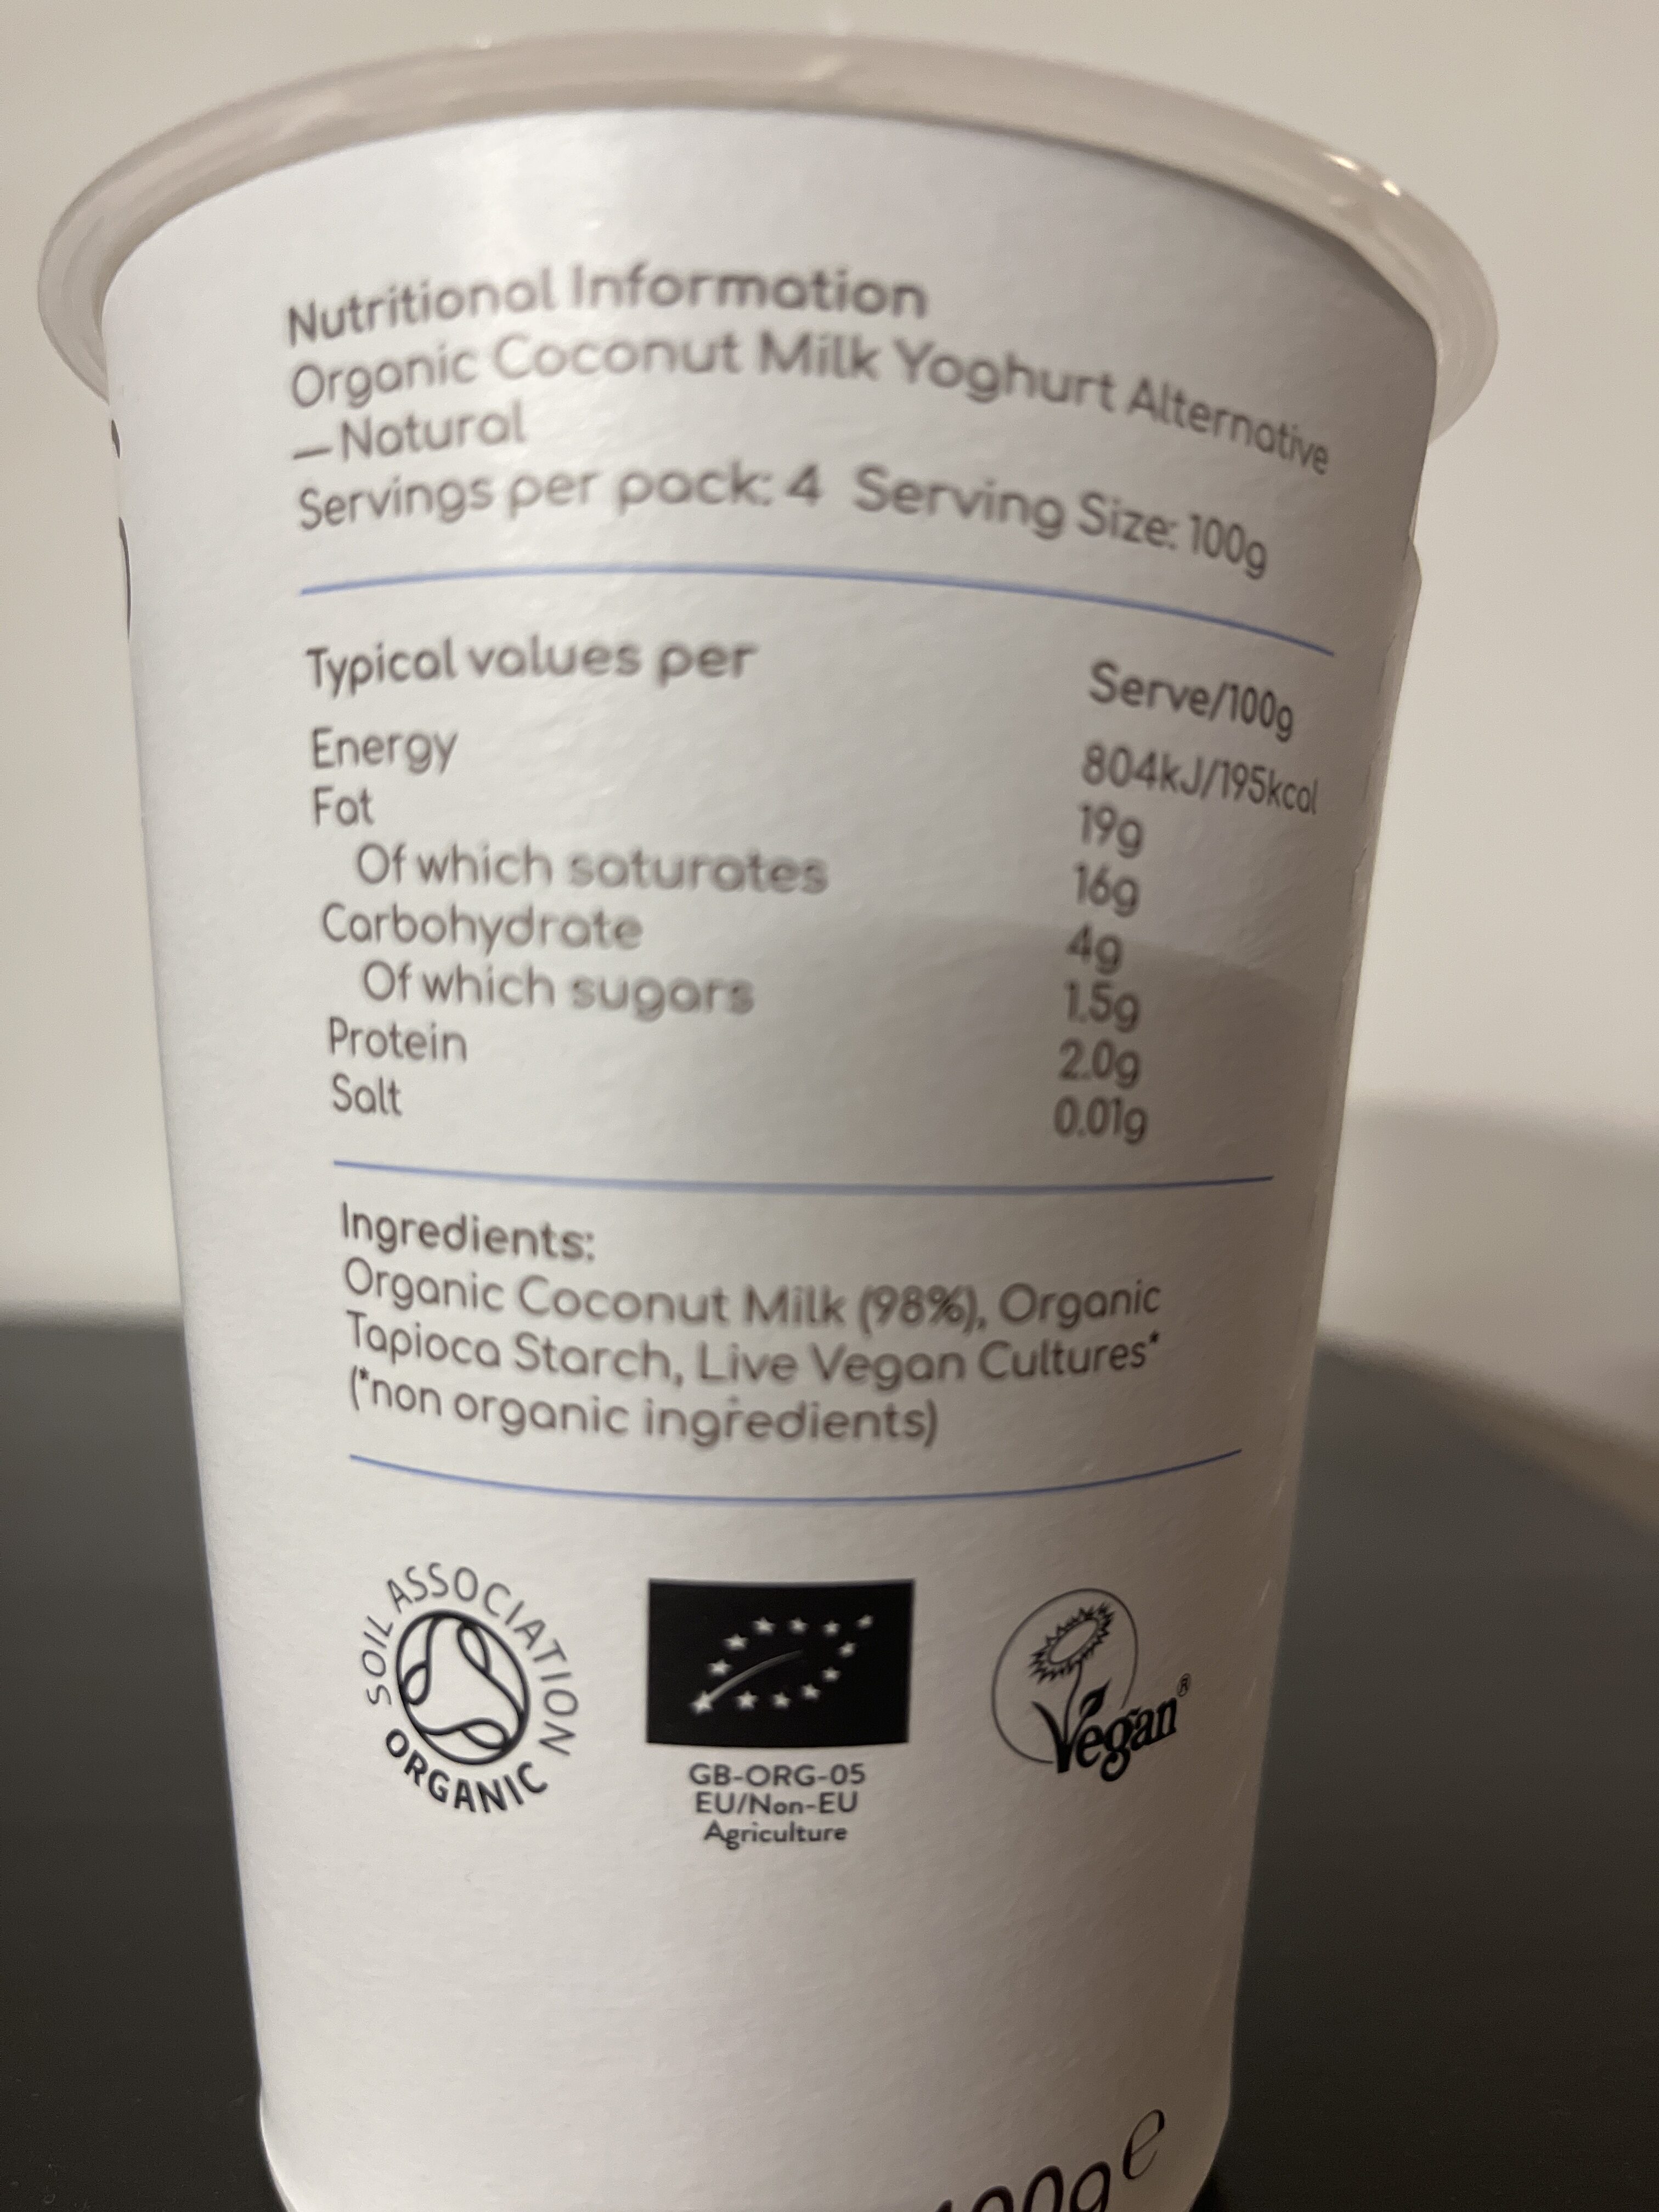 Nutritional Information
Organic Coconut Milk Yoghurt Alternative
—Natural
Servings per pack: 4 Serving Size: 100g
Typical values per Serve/100g
Energy 804kJ/195kcal
Fat 19g
Of which saturates 16g
Carbohydrate 4g
Of which sugars 1.5g
Protein 2.0g
Salt 0.01g
Ingredients:
Organic Coconut Milk (98%), Organic
Tapioca Starch, Live Vegan Cultures*
(*non organic ingredients)
SOIL ASSOCIATION
ORGANIC
GB-ORG-05
EU/Non-EU
Agriculture
Vegan®
400g e